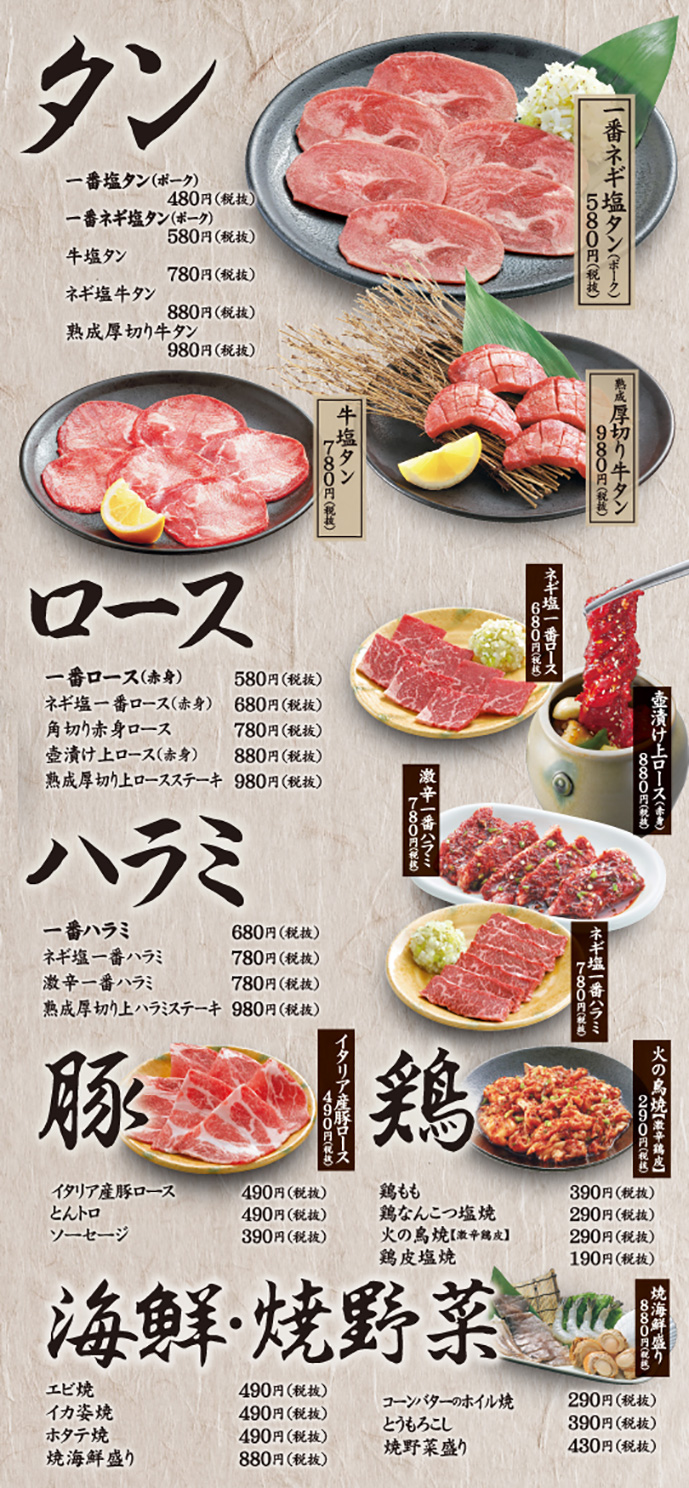 タン
一番塩タン(ポーク)
480円(税抜)
一番ネギ塩タン(ポーク)
580円(税抜)
牛塩タン
780円(税抜)
ネギ塩牛タン
880円(税抜)
熟成厚切り牛タン
980円(税抜)
一番ネギ塩タン(ポーク)
580円(税抜)
牛塩タン
780円(税抜)
熟成厚切り牛タン
980円(税抜)
ロース
一番ロース(赤身) 580円(税抜)
ネギ塩一番ロース(赤身) 680円(税抜)
角切り赤身ロース 780円(税抜)
壺漬け上ロース(赤身) 880円(税抜)
熟成厚切り上ロースステーキ 980円(税抜)
ネギ塩一番ロース
680円(税抜)
壺漬け上ロース(赤身)
880円(税抜)
ハラミ
一番ハラミ 680円(税抜)
ネギ塩一番ハラミ 780円(税抜)
激辛一番ハラミ 780円(税抜)
熟成厚切り上ハラミステーキ 980円(税抜)
激辛一番ハラミ
780円(税抜)
ネギ塩一番ハラミ
780円(税抜)
豚
イタリア産豚ロース
490円(税抜)
イタリア産豚ロース 490円(税抜)
とんトロ 490円(税抜)
ソーセージ 390円(税抜)
鶏
火の鳥焼【激辛鶏皮】
290円(税抜)
鶏もも 390円(税抜)
鶏なんこつ塩焼 290円(税抜)
火の鳥焼【激辛鶏皮】 290円(税抜)
鶏皮塩焼 190円(税抜)
海鮮・焼野菜
焼海鮮盛り
880円(税抜)
エビ焼 490円(税抜)
イカ姿焼 490円(税抜)
ホタテ焼 490円(税抜)
焼海鮮盛り 880円(税抜)
コーンバターのホイル焼 290円(税抜)
とうもろこし 390円(税抜)
焼野菜盛り 430円(税抜)